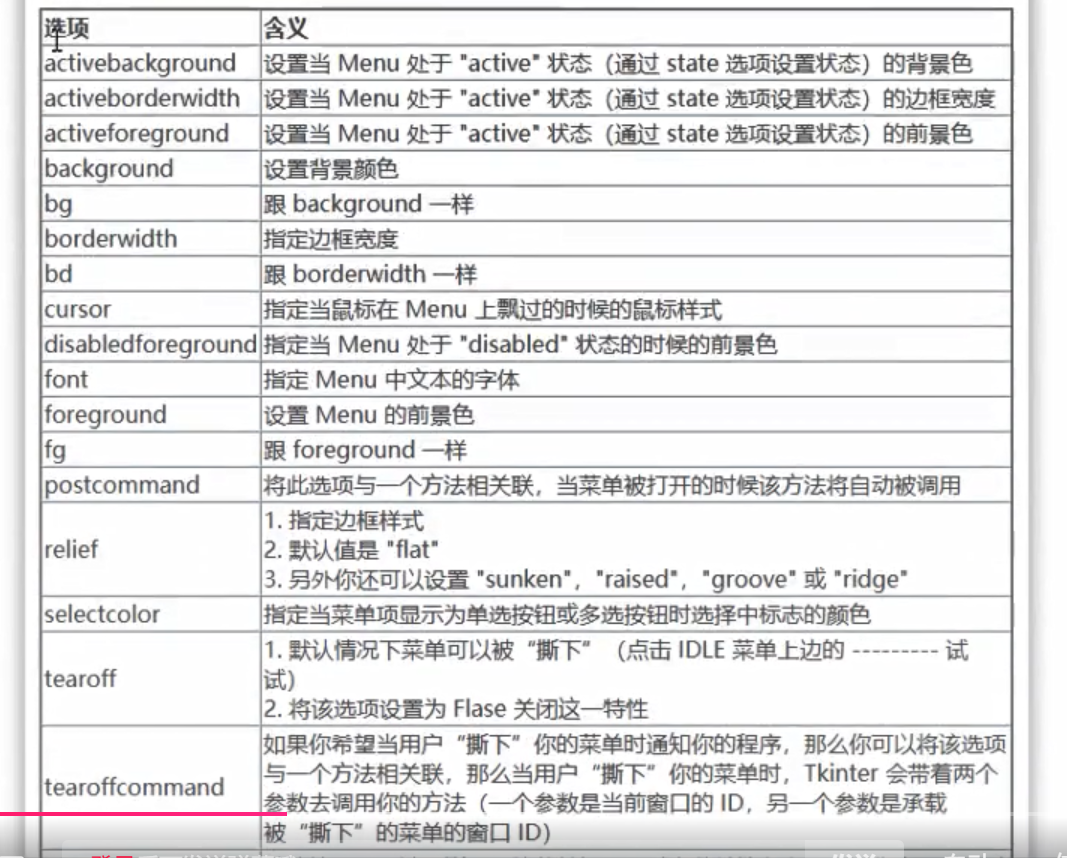 选项 含义
activebackground 设置当 Menu 处于 "active" 状态（通过 state 选项设置状态）的背景色
activeborderwidth 设置当 Menu 处于 "active" 状态（通过 state 选项设置状态）的边框宽度
activeforeground 设置当 Menu 处于 "active" 状态（通过 state 选项设置状态）的前景色
background 设置背景颜色
bg 跟 background 一样
borderwidth 指定边框宽度
bd 跟 borderwidth 一样
cursor 指定当鼠标在 Menu 上飘过的时候的鼠标样式
disabledforeground 指定当 Menu 处于 "disabled" 状态的时候的前景色
font 指定 Menu 中文本的字体
foreground 设置 Menu 的前景色
fg 跟 foreground 一样
postcommand 将此选项与一个方法相关联，当菜单被打开的时候该方法将自动被调用
relief
1. 指定边框样式
2. 默认值是 "flat"
3. 另外你还可以设置 "sunken"，"raised"，"groove" 或 "ridge"
selectcolor 指定当菜单项显示为单选按钮或多选按钮时选择中标志的颜色
tearoff
1. 默认情况下菜单可以被“撕下”（点击 IDLE 菜单上边的 --------- 试
试）
2. 将该选项设置为 Flase 关闭这一特性
tearoffcommand
如果你希望当用户“撕下”你的菜单时通知你的程序，那么你可以将该选项
与一个方法相关联，那么当用户“撕下”你的菜单时，Tkinter 会带着两个
参数去调用你的方法（一个参数是当前窗口的 ID，另一个参数是承载
被“撕下”的菜单的窗口 ID）